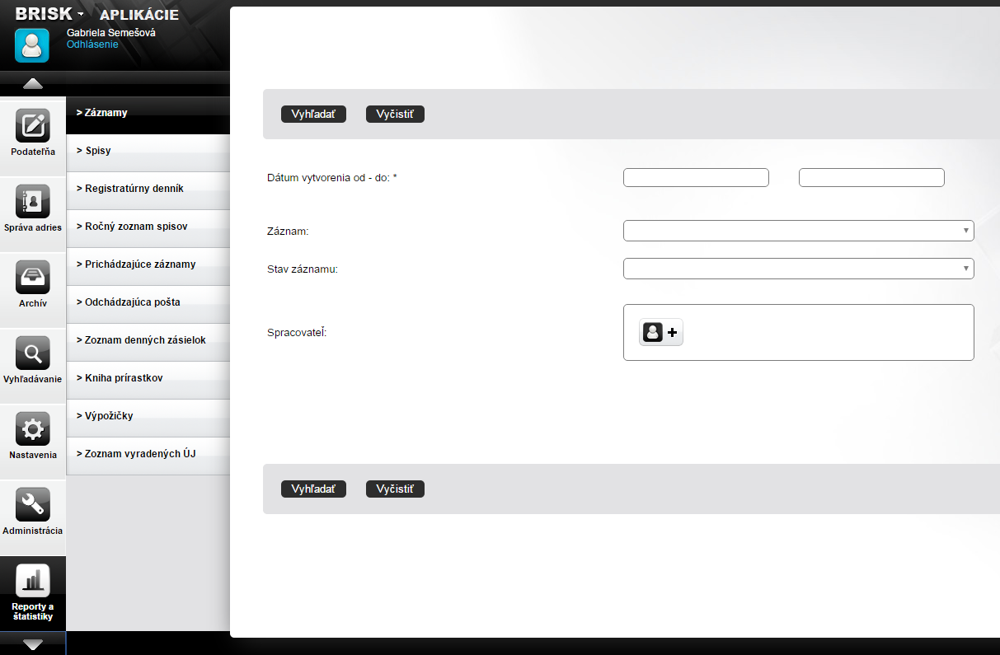 BRISK APLIKÁCIE
Gabriela Semešová
Odhlásenie
Podateľňa
Správa adries
Archív
Vyhľadávanie
Nastavenia
Administrácia
Reporty a
štatistiky
> Záznamy
> Spisy
> Registratúrny denník
> Ročný zoznam spisov
> Prichádzajúce záznamy
> Odchádzajúca pošta
> Zoznam denných zásielok
> Kniha prírastkov
> Výpožičky
> Zoznam vyradených ÚJ
Vyhľadať Vyčistiť
Dátum vytvorenia od - do: *
Záznam:
Stav záznamu:
Spracovateľ:
Vyhľadať Vyčistiť